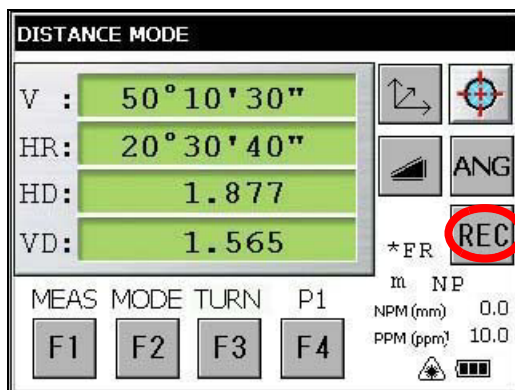 DISTANCE MODE
V : 50°10'30"
HR: 20°30'40"
HD: 1.877
VD: 1.565
ANG
REC
*FR
m NP
NPM (mm) 0.0
PPM (ppm) 10.0
MEAS MODE TURN P1
F1 F2 F3 F4